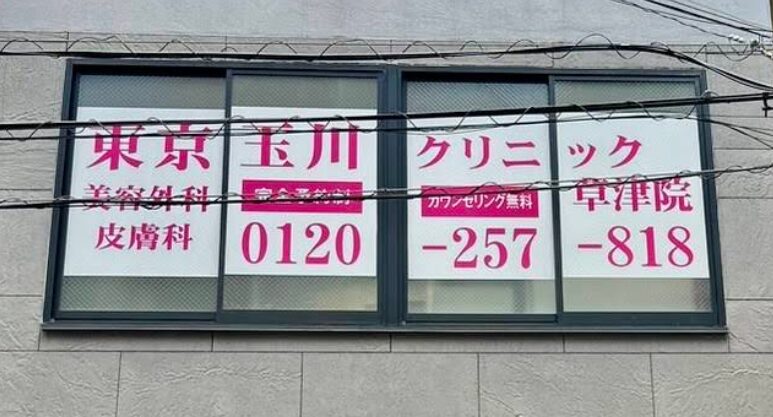 東京玉川クリニック
美容外科 完全予約制 カウンセリング無料 草津院
皮膚科 0120-257-818